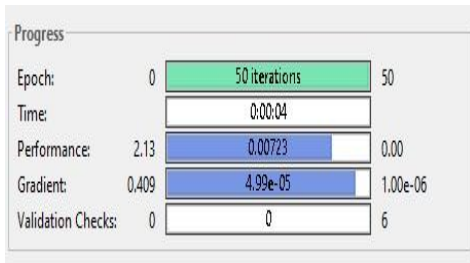 Progress
Epoch: 0 50 iterations 50
Time: 0:00:04
Performance: 2.13 0.00723 0.00
Gradient: 0.409 4.99e-05 1.00e-06
Validation Checks: 0 0 6